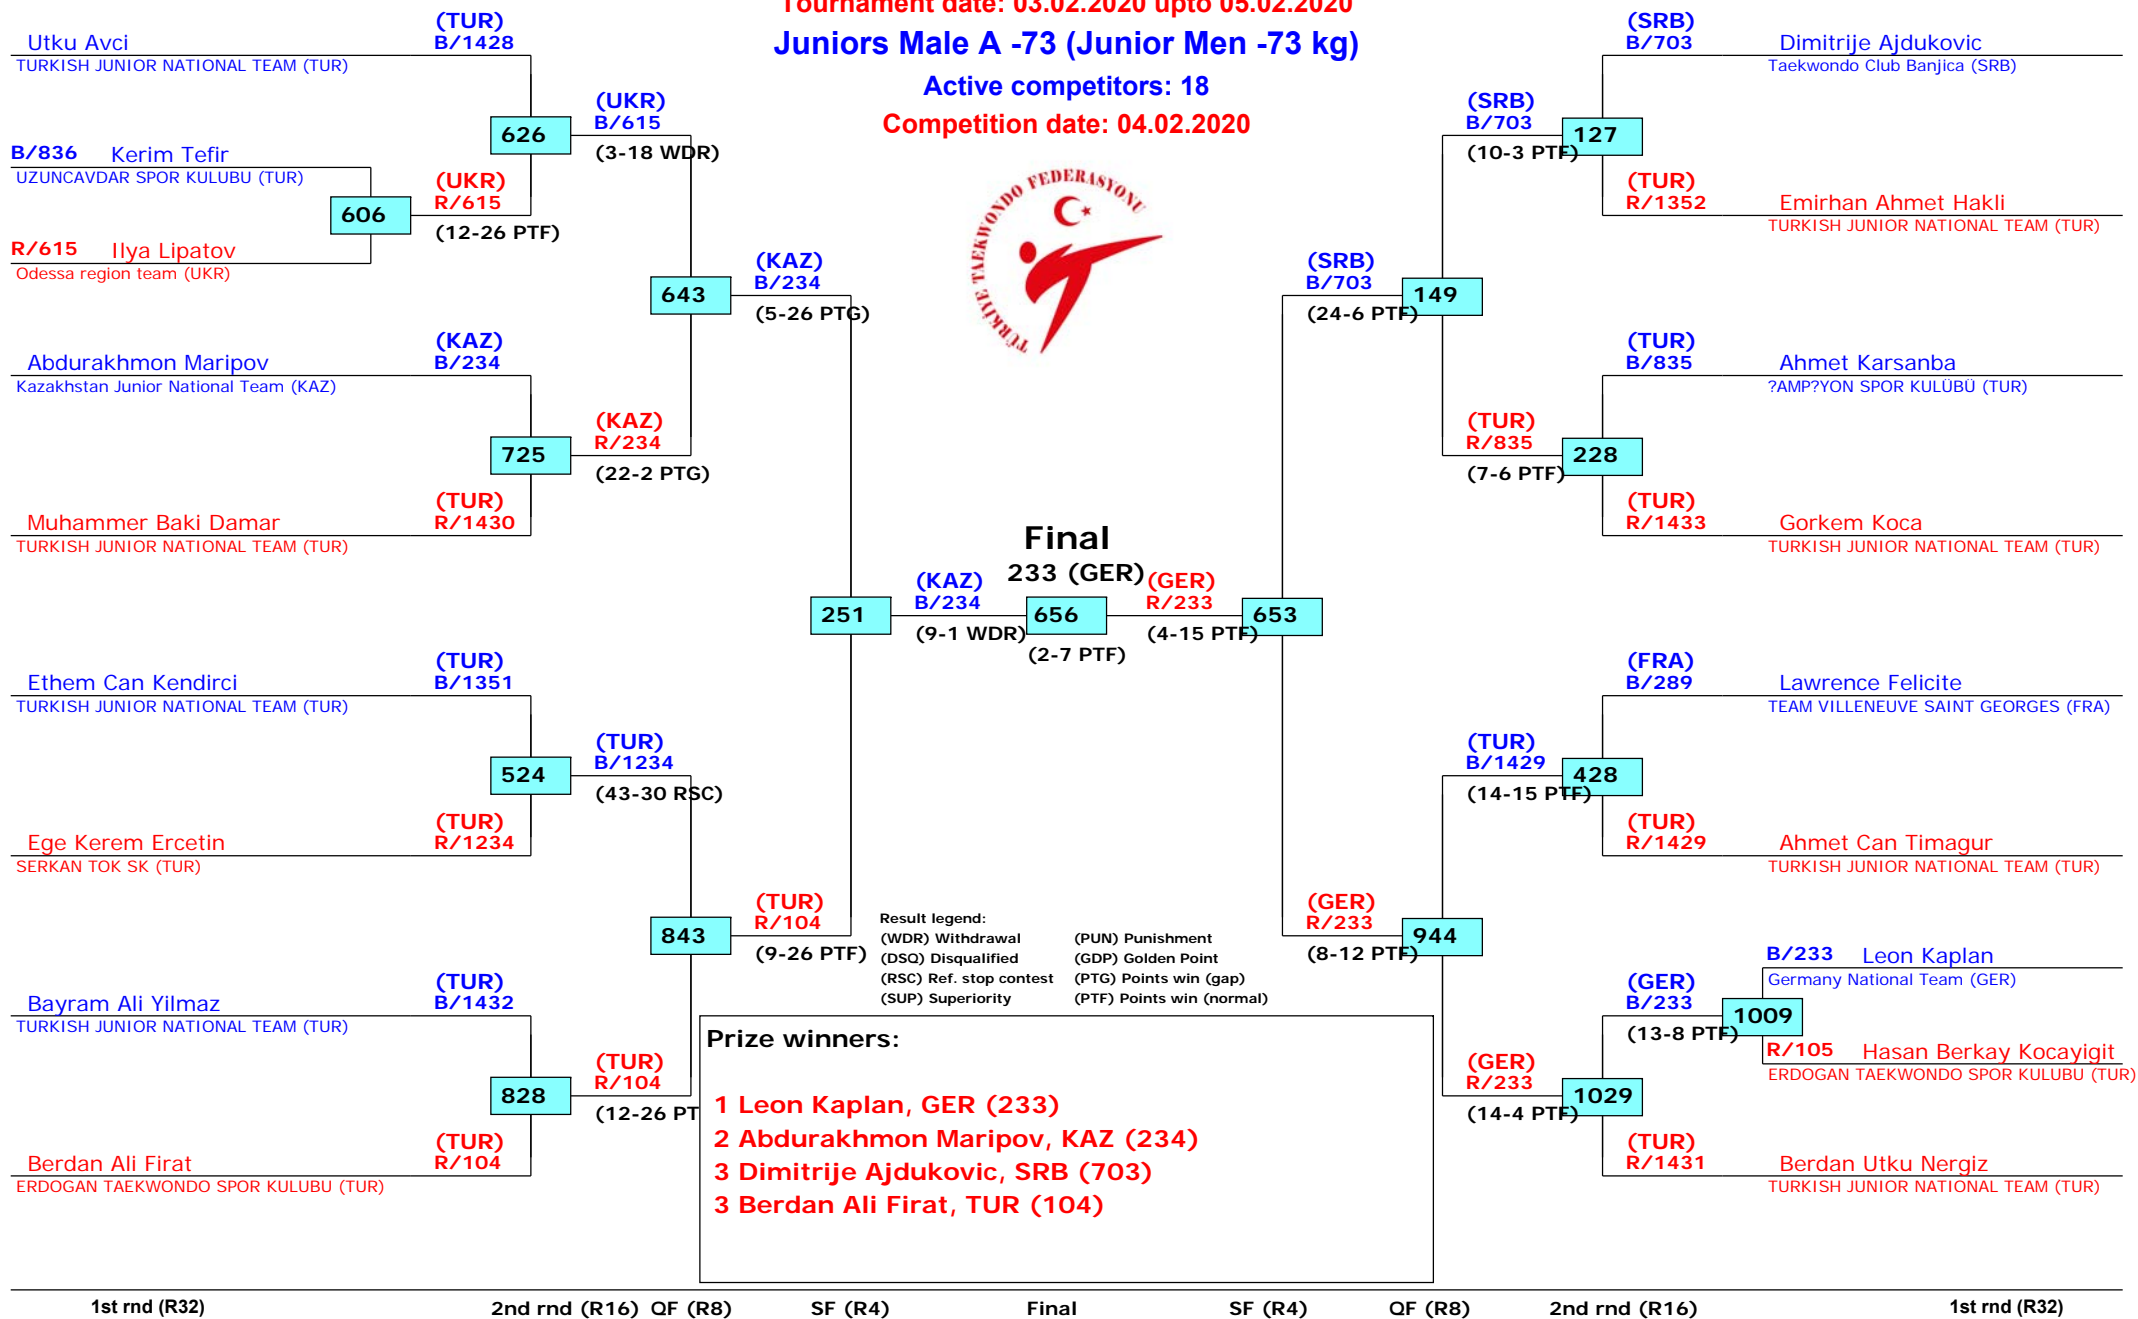 Tournament date: 03.02.2020 upto 05.02.2020
Juniors Male A -73 (Junior Men -73 kg)
Active competitors: 18
Competition date: 04.02.2020
TÜRKİYE TAEKWONDO FEDERASYONU
Utku Avci
TURKISH JUNIOR NATIONAL TEAM (TUR)
(TUR)
B/1428
B/836 Kerim Tefir
UZUNCAVDAR SPOR KULUBU (TUR)
606
R/615 Ilya Lipatov
Odessa region team (UKR)
(UKR)
R/615
(12-26 PTF)
626
(UKR)
B/615
(3-18 WDR)
Abdurakhmon Maripov
Kazakhstan Junior National Team (KAZ)
(KAZ)
B/234
725
Muhammer Baki Damar
TURKISH JUNIOR NATIONAL TEAM (TUR)
(TUR)
R/1430
(KAZ)
R/234
(22-2 PTG)
643
(KAZ)
B/234
(5-26 PTG)
Ethem Can Kendirci
TURKISH JUNIOR NATIONAL TEAM (TUR)
(TUR)
B/1351
524
Ege Kerem Ercetin
SERKAN TOK SK (TUR)
(TUR)
R/1234
(TUR)
B/1234
(43-30 RSC)
Bayram Ali Yilmaz
TURKISH JUNIOR NATIONAL TEAM (TUR)
(TUR)
B/1432
828
Berdan Ali Firat
ERDOGAN TAEKWONDO SPOR KULUBU (TUR)
(TUR)
R/104
(TUR)
R/104
(12-26 PT
843
(TUR)
R/104
(9-26 PTF)
251
(KAZ)
B/234
(9-1 WDR)
Final
233 (GER)
656
(2-7 PTF)
(GER)
R/233
(4-15 PTF)
653
(SRB)
B/703
(24-6 PTF)
149
(SRB)
B/703
(10-3 PTF)
127
(SRB)
B/703
Dimitrije Ajdukovic
Taekwondo Club Banjica (SRB)
(TUR)
R/1352
Emirhan Ahmet Hakli
TURKISH JUNIOR NATIONAL TEAM (TUR)
(TUR)
R/835
(7-6 PTF)
228
(TUR)
B/835
Ahmet Karsanba
?AMP?YON SPOR KULÜBÜ (TUR)
(TUR)
R/1433
Gorkem Koca
TURKISH JUNIOR NATIONAL TEAM (TUR)
(GER)
R/233
(8-12 PTF)
944
(TUR)
B/1429
(14-15 PTF)
428
(FRA)
B/289
Lawrence Felicite
TEAM VILLENEUVE SAINT GEORGES (FRA)
(TUR)
R/1429
Ahmet Can Timagur
TURKISH JUNIOR NATIONAL TEAM (TUR)
(GER)
R/233
(14-4 PTF)
1029
(GER)
B/233
(13-8 PTF)
1009
B/233 Leon Kaplan
Germany National Team (GER)
R/105 Hasan Berkay Kocayigit
ERDOGAN TAEKWONDO SPOR KULUBU (TUR)
(TUR)
R/1431
Berdan Utku Nergiz
TURKISH JUNIOR NATIONAL TEAM (TUR)
Result legend:
(WDR) Withdrawal (PUN) Punishment
(DSQ) Disqualified (GDP) Golden Point
(RSC) Ref. stop contest (PTG) Points win (gap)
(SUP) Superiority (PTF) Points win (normal)
Prize winners:
1 Leon Kaplan, GER (233)
2 Abdurakhmon Maripov, KAZ (234)
3 Dimitrije Ajdukovic, SRB (703)
3 Berdan Ali Firat, TUR (104)
1st rnd (R32) 2nd rnd (R16) QF (R8) SF (R4) Final SF (R4) QF (R8) 2nd rnd (R16) 1st rnd (R32)